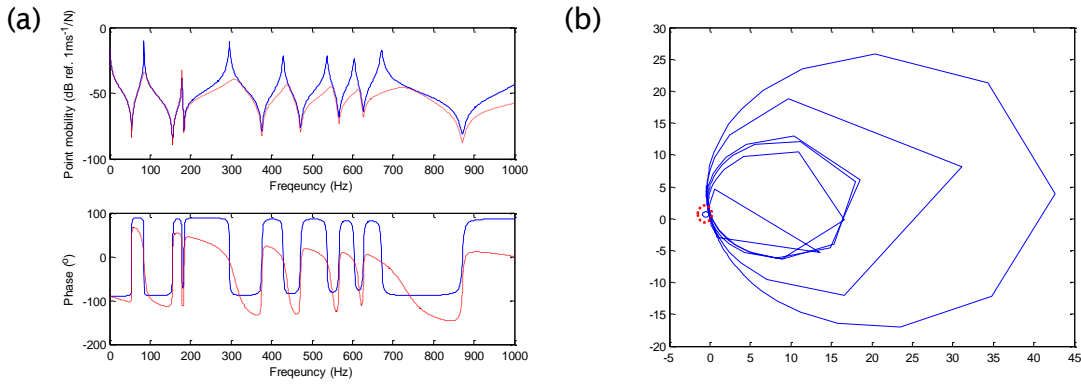 (a)
Point mobility (dB ref. 1ms⁻¹/N)
0
-50
-100
0 100 200 300 400 500 600 700 800 900 1000
Freqeuncy (Hz)
Phase (º)
100
0
-100
-200
0 100 200 300 400 500 600 700 800 900 1000
Freqeuncy (Hz)
(b)
30
25
20
15
10
5
0
-5
-10
-15
-20
-5 0 5 10 15 20 25 30 35 40 45